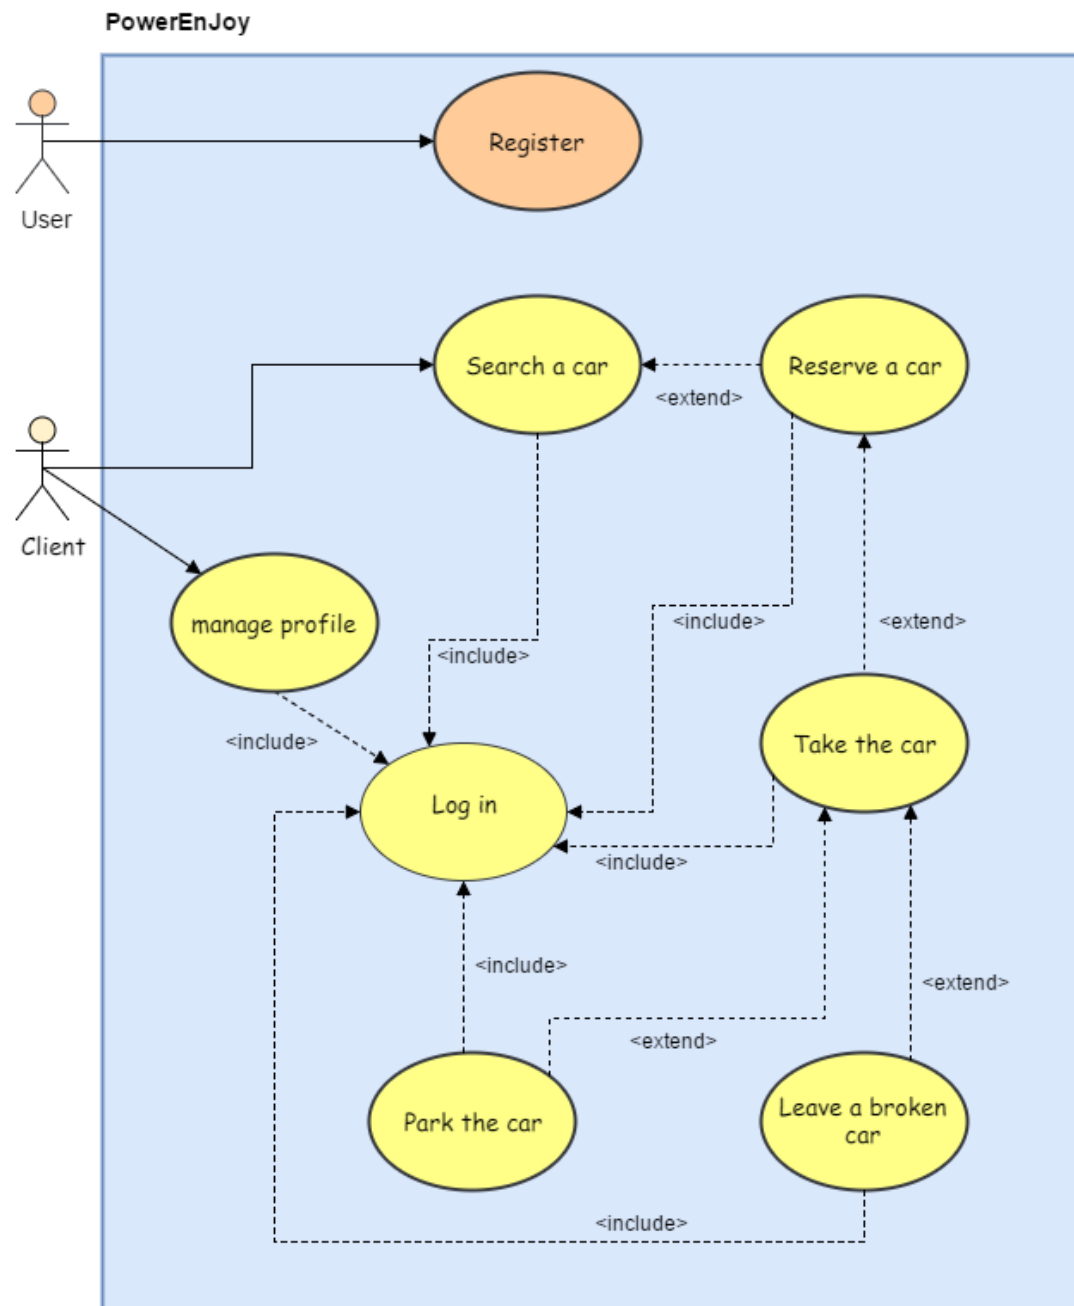 PowerEnJoy
Register
User
Search a car
Reserve a car
<extend>
Client
manage profile
<include>
<extend>
<include>
<include>
Take the car
Log in
<include>
<include>
<extend>
<extend>
Leave a broken
car
Park the car
<include>